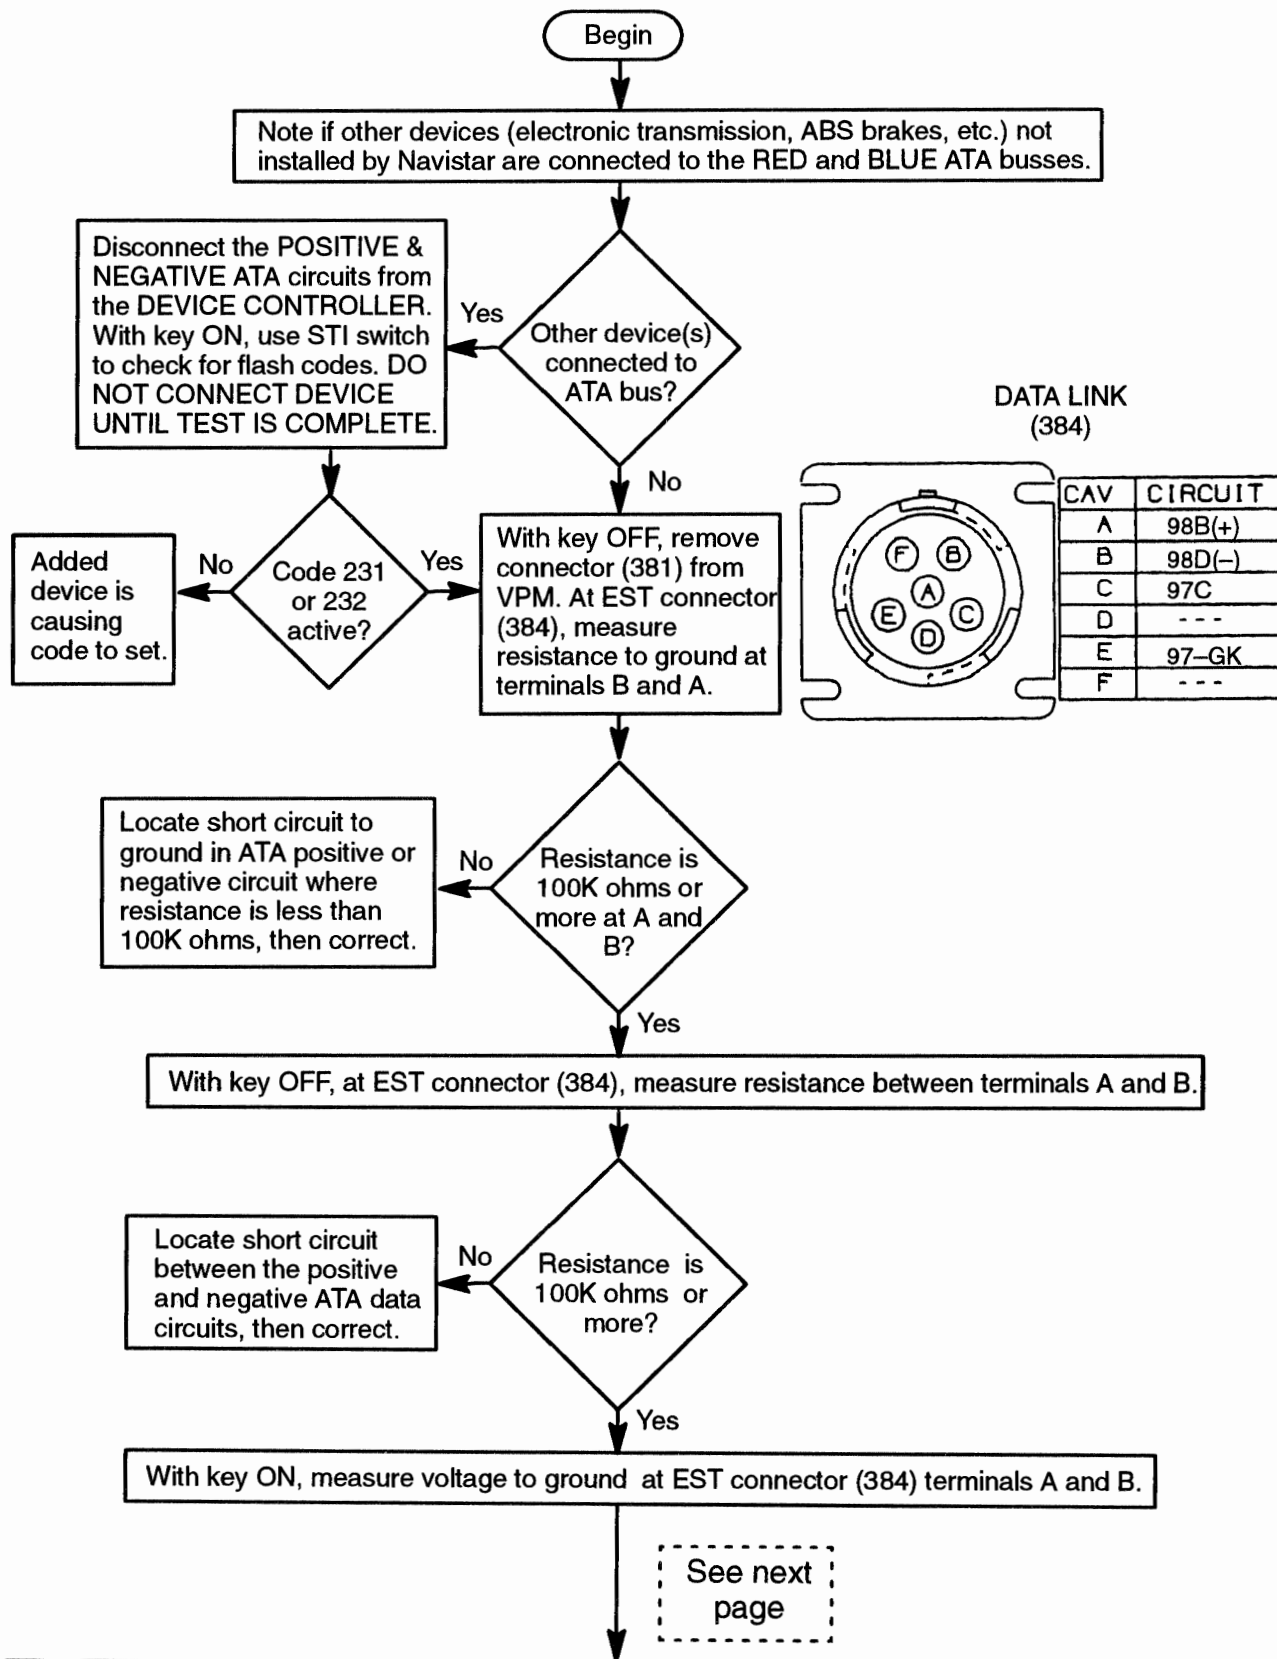 Begin
Note if other devices (electronic transmission, ABS brakes, etc.) not
installed by Navistar are connected to the RED and BLUE ATA busses.
Disconnect the POSITIVE &
NEGATIVE ATA circuits from
the DEVICE CONTROLLER.
With key ON, use STI switch
to check for flash codes. DO
NOT CONNECT DEVICE
UNTIL TEST IS COMPLETE.
Yes
Other device(s)
connected to
ATA bus?
No
DATA LINK
(384)
F B
A
E C
D
CAV CIRCUIT
A 98B(+)
B 98D(–)
C 97C
D - - -
E 97–GK
F - - -
Added
device is
causing
code to set.
No
Code 231
or 232
active?
Yes
With key OFF, remove
connector (381) from
VPM. At EST connector
(384), measure
resistance to ground at
terminals B and A.
Locate short circuit to
ground in ATA positive or
negative circuit where
resistance is less than
100K ohms, then correct.
No
Resistance is
100K ohms or
more at A and
B?
Yes
With key OFF, at EST connector (384), measure resistance between terminals A and B.
Locate short circuit
between the positive
and negative ATA data
circuits, then correct.
No
Resistance is
100K ohms or
more?
Yes
With key ON, measure voltage to ground at EST connector (384) terminals A and B.
See next
page